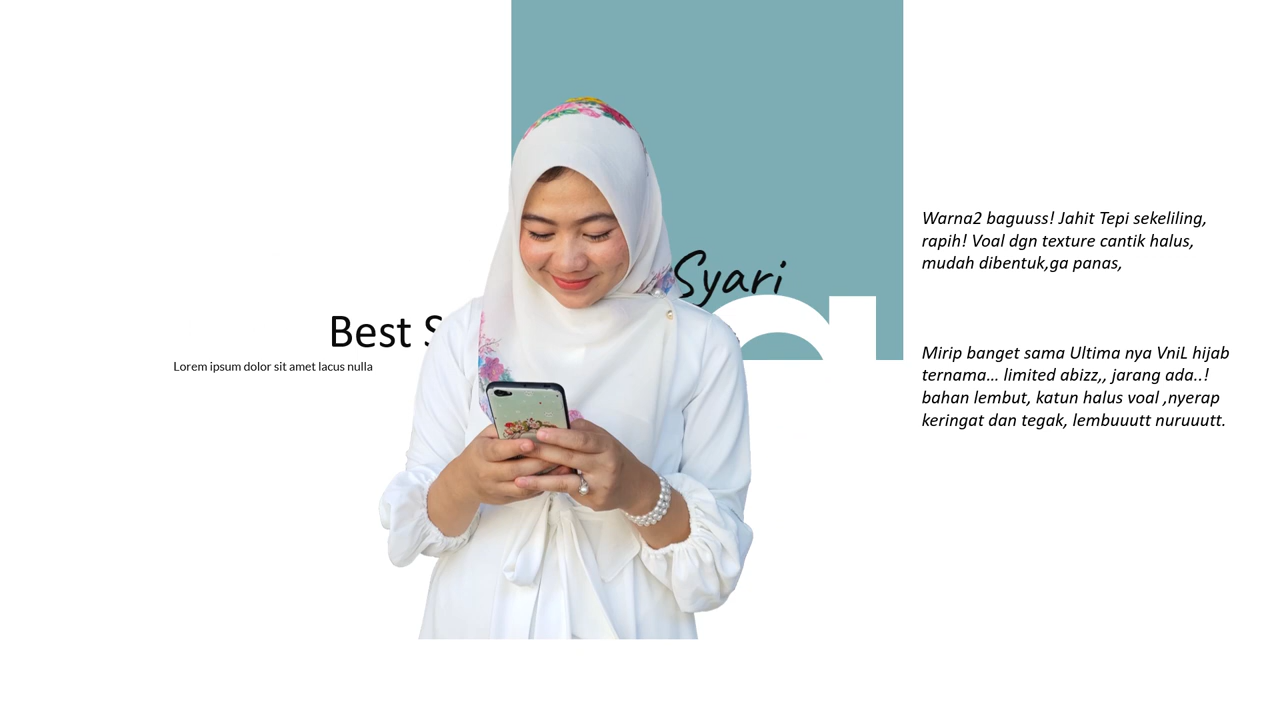 Syari
Best S
Lorem ipsum dolor sit amet lacus nulla
Warna2 baguuss! Jahit Tepi sekeliling,
rapih! Voal dgn texture cantik halus,
mudah dibentuk,ga panas,
Mirip banget sama Ultima nya VniL hijab
ternama... limited abizz,, jarang ada..!
bahan lembut, katun halus voal ,nyerap
keringat dan tegak, lembuuutt nuruuutt.